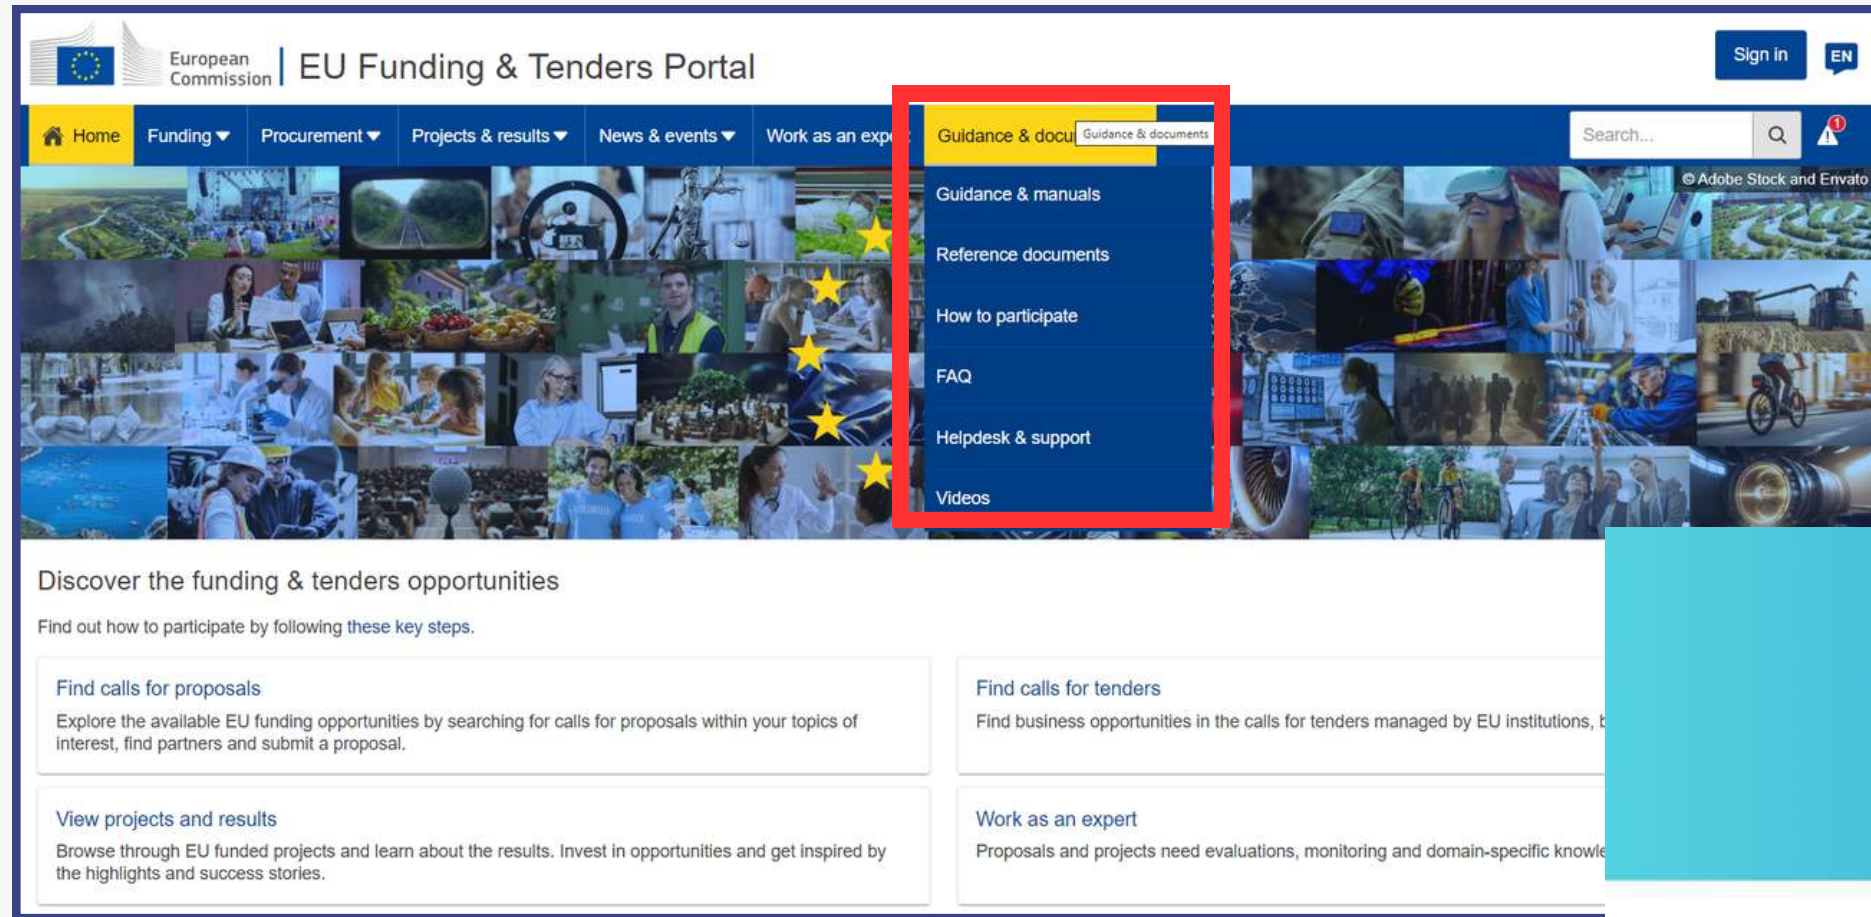 European
Commission
EU Funding & Tenders Portal
Sign in
EN
Home
Funding
Procurement
Projects & results
News & events
Work as an expe
Guidance & docu
Guidance & documents
Search...
1
© Adobe Stock and Envato
Guidance & manuals
Reference documents
How to participate
FAQ
Helpdesk & support
Videos
Discover the funding & tenders opportunities
Find out how to participate by following these key steps.
Find calls for proposals
Explore the available EU funding opportunities by searching for calls for proposals within your topics of
interest, find partners and submit a proposal.
Find calls for tenders
Find business opportunities in the calls for tenders managed by EU institutions, b
View projects and results
Browse through EU funded projects and learn about the results. Invest in opportunities and get inspired by
the highlights and success stories.
Work as an expert
Proposals and projects need evaluations, monitoring and domain-specific knowle